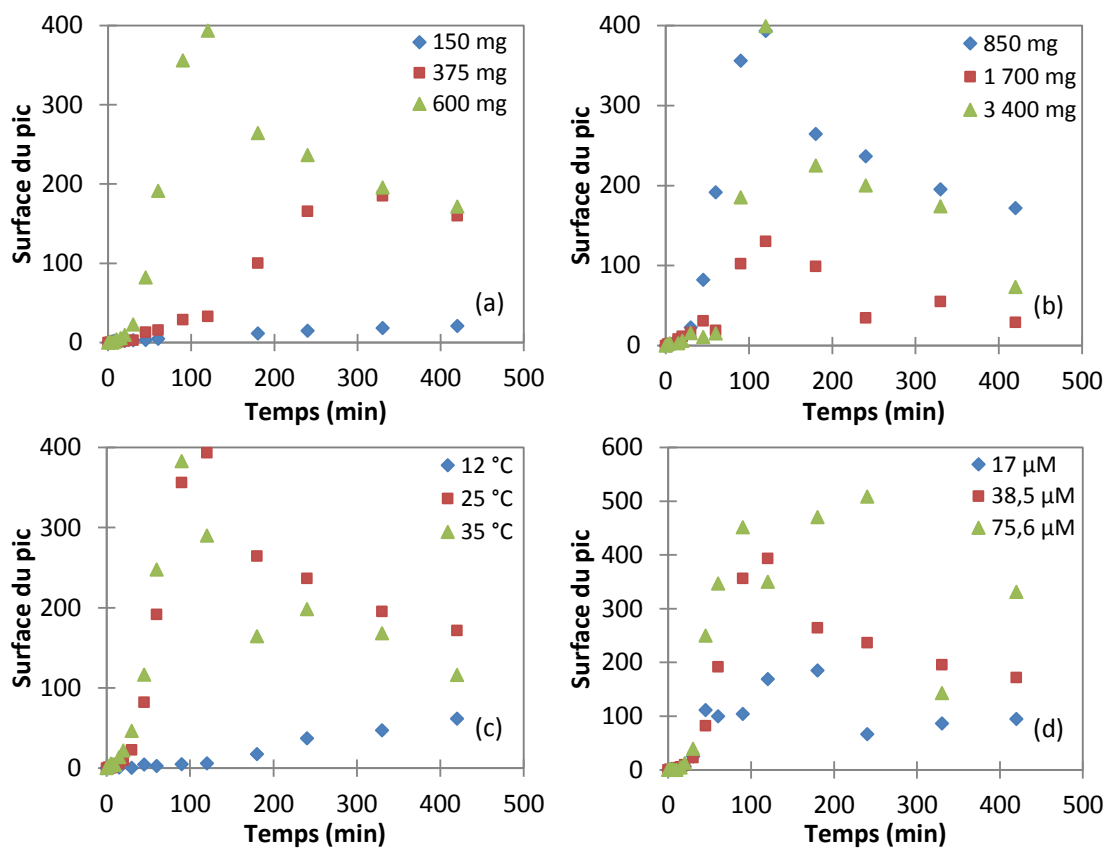 Surface du pic
400
300
200
100
0
0 100 200 300 400 500
Temps (min)
150 mg
375 mg
600 mg
(a)
Surface du pic
400
300
200
100
0
0 100 200 300 400 500
Temps (min)
850 mg
1 700 mg
3 400 mg
(b)
Surface du pic
400
300
200
100
0
0 100 200 300 400 500
Temps (min)
12 °C
25 °C
35 °C
(c)
Surface du pic
600
500
400
300
200
100
0
0 100 200 300 400 500
Temps (min)
17 µM
38,5 µM
75,6 µM
(d)